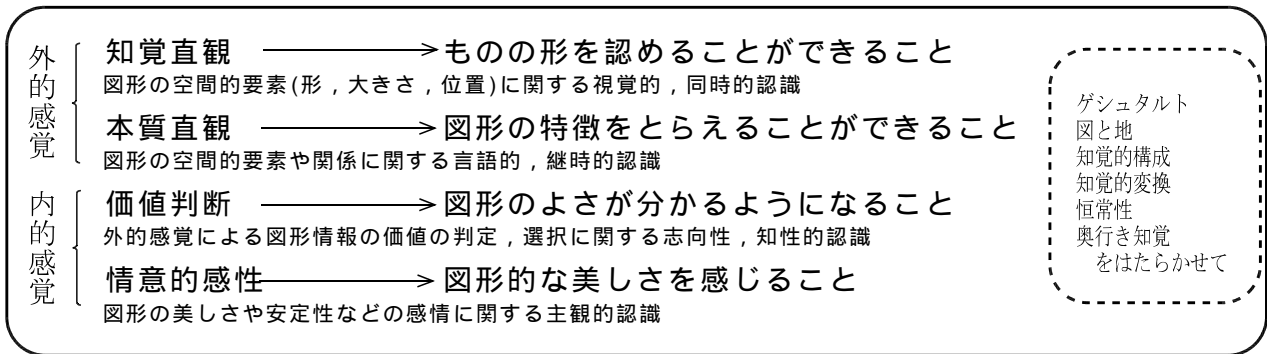 外的感覚
知覚直観 → ものの形を認めることができること
図形の空間的要素(形,大きさ,位置)に関する視覚的,同時的認識
本質直観 → 図形の特徴をとらえることができること
図形の空間的要素や関係に関する言語的,継時的認識
内的感覚
価値判断 → 図形のよさが分かるようになること
外的感覚による図形情報の価値の判定,選択に関する志向性,知性的認識
情意的感性 → 図形的な美しさを感じること
図形の美しさや安定性などの感情に関する主観的認識
ゲシュタルト
図と地
知覚的構成
知覚的変換
恒常性
奥行き知覚
をはたらかせて